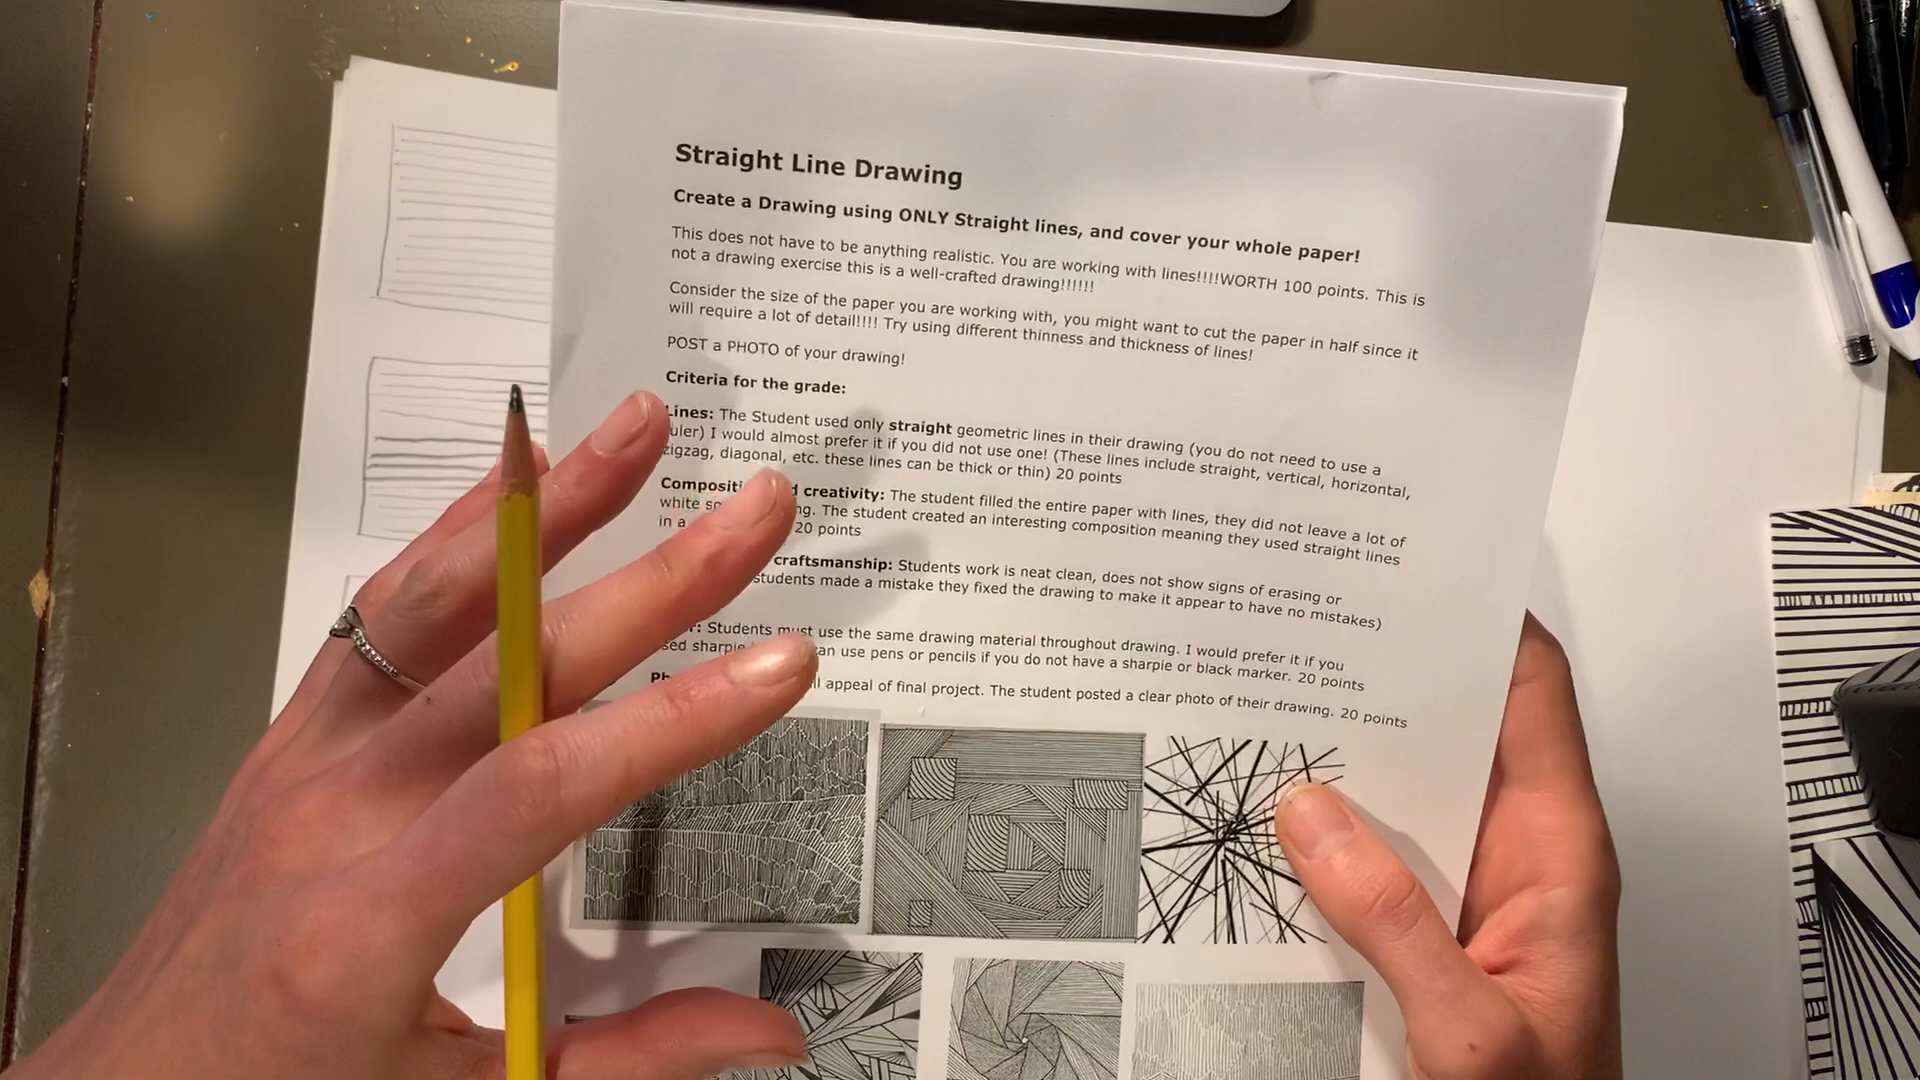 Straight Line Drawing
Create a Drawing using ONLY Straight lines, and cover your whole paper!
This does not have to be anything realistic. You are working with lines!!!!WORTH 100 points. This is
not a drawing exercise this is a well-crafted drawing!!!!!!
Consider the size of the paper you are working with, you might want to cut the paper in half since it
will require a lot of detail!!!! Try using different thinness and thickness of lines!
POST a PHOTO of your drawing!
Criteria for the grade:
Lines: The Student used only straight geometric lines in their drawing (you do not need to use a
uler) I would almost prefer it if you did not use one! (These lines include straight, vertical, horizontal,
zigzag, diagonal, etc. these lines can be thick or thin) 20 points
creativity: The student filled the entire paper with lines, they did not leave a lot of
white The student created an interesting composition meaning they used straight lines
in a 20 points
craftsmanship: Students work is neat clean, does not show signs of erasing or
students made a mistake they fixed the drawing to make it appear to have no mistakes)
Students must use the same drawing material throughout drawing. I would prefer it if you
sed sharpie can use pens or pencils if you do not have a sharpie or black marker. 20 points
appeal of final project. The student posted a clear photo of their drawing. 20 points